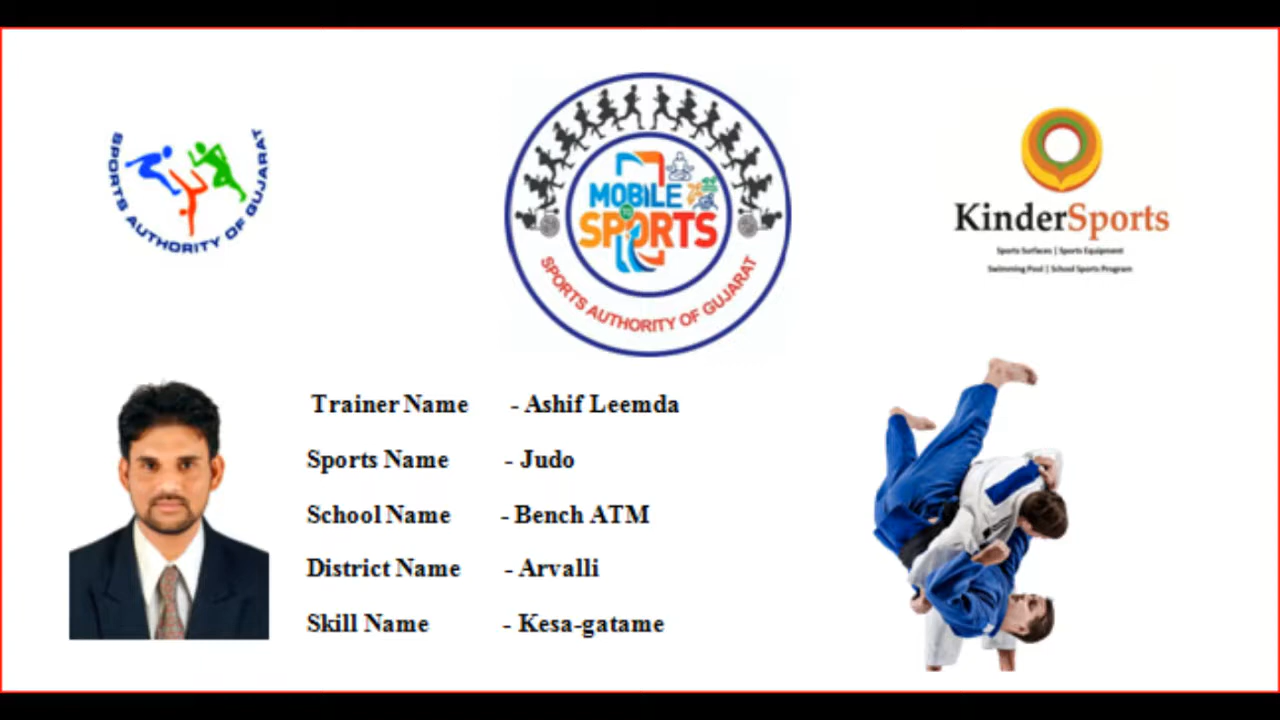 SPORTS AUTHORITY OF GUJARAT
MOBILE
TO
SPORTS
SPORTS AUTHORITY OF GUJARAT
KinderSports
Sports Surfaces | Sports Equipment
Swimming Pool | School Sports Program
Trainer Name - Ashif Leemda
Sports Name - Judo
School Name - Bench ATM
District Name - Arvalli
Skill Name - Kesa-gatame